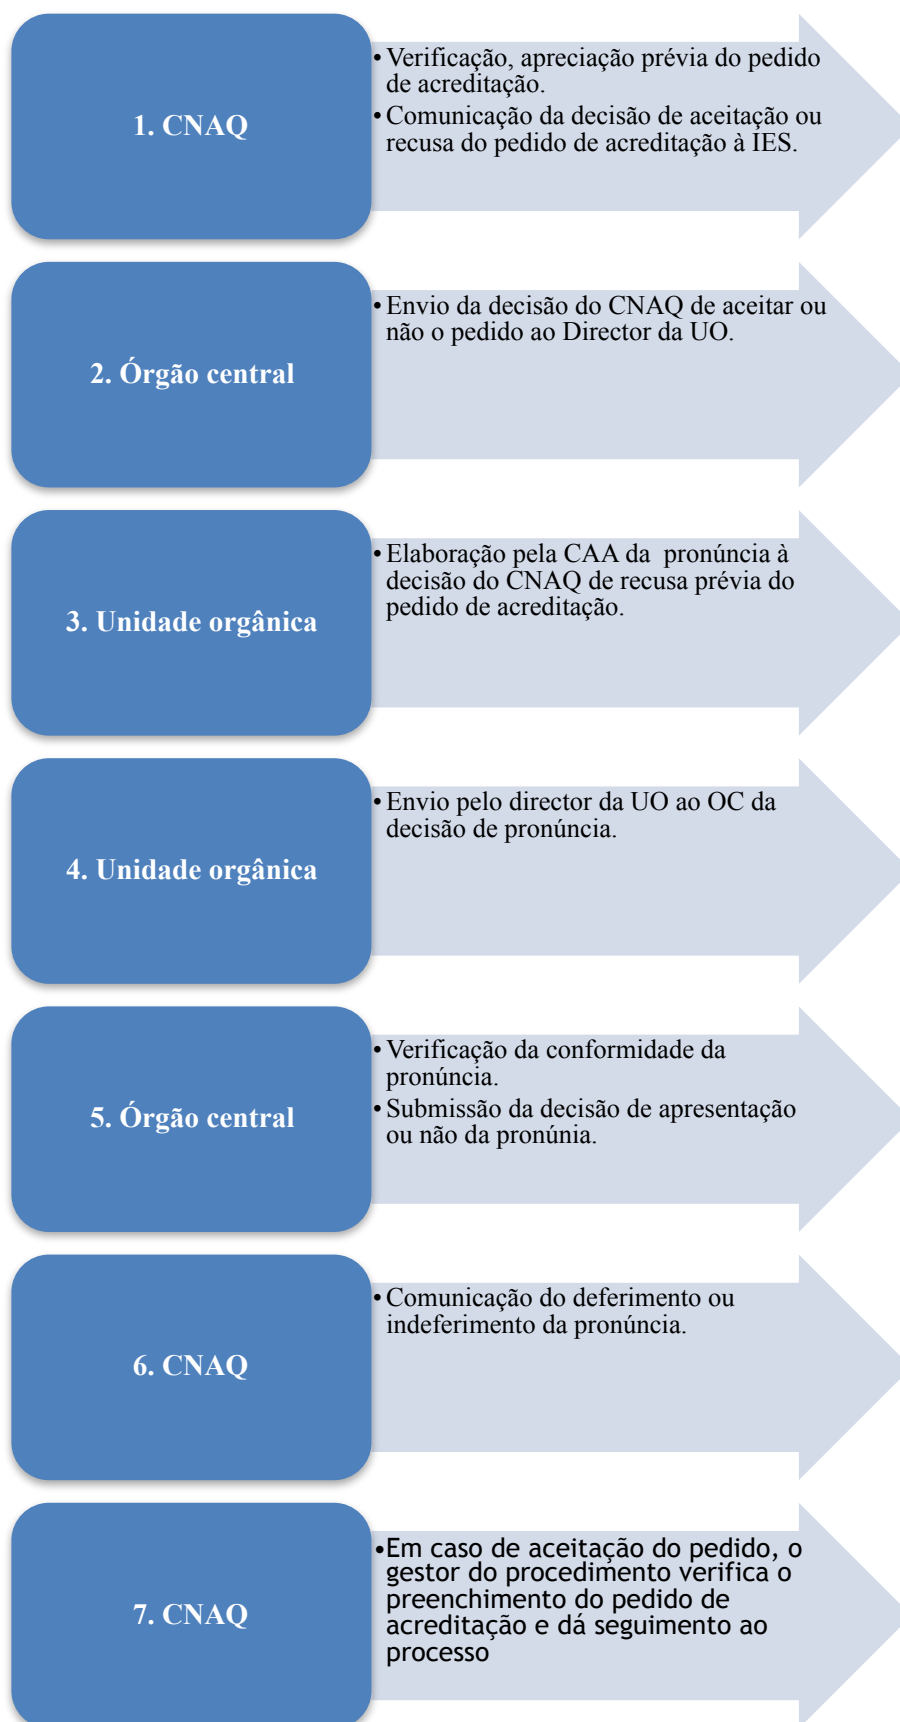 1. CNAQ
• Verificação, apreciação prévia do pedido
de acreditação.
• Comunicação da decisão de aceitação ou
recusa do pedido de acreditação à IES.
2. Órgão central
• Envio da decisão do CNAQ de aceitar ou
não o pedido ao Director da UO.
3. Unidade orgânica
• Elaboração pela CAA da  pronúncia à
decisão do CNAQ de recusa prévia do
pedido de acreditação.
4. Unidade orgânica
• Envio pelo director da UO ao OC da
decisão de pronúncia.
5. Órgão central
• Verificação da conformidade da
pronúncia.
• Submissão da decisão de apresentação
ou não da pronúnia.
6. CNAQ
• Comunicação do deferimento ou
indeferimento da pronúncia.
7. CNAQ
•Em caso de aceitação do pedido, o
gestor do procedimento verifica o
preenchimento do pedido de
acreditação e dá seguimento ao
processo